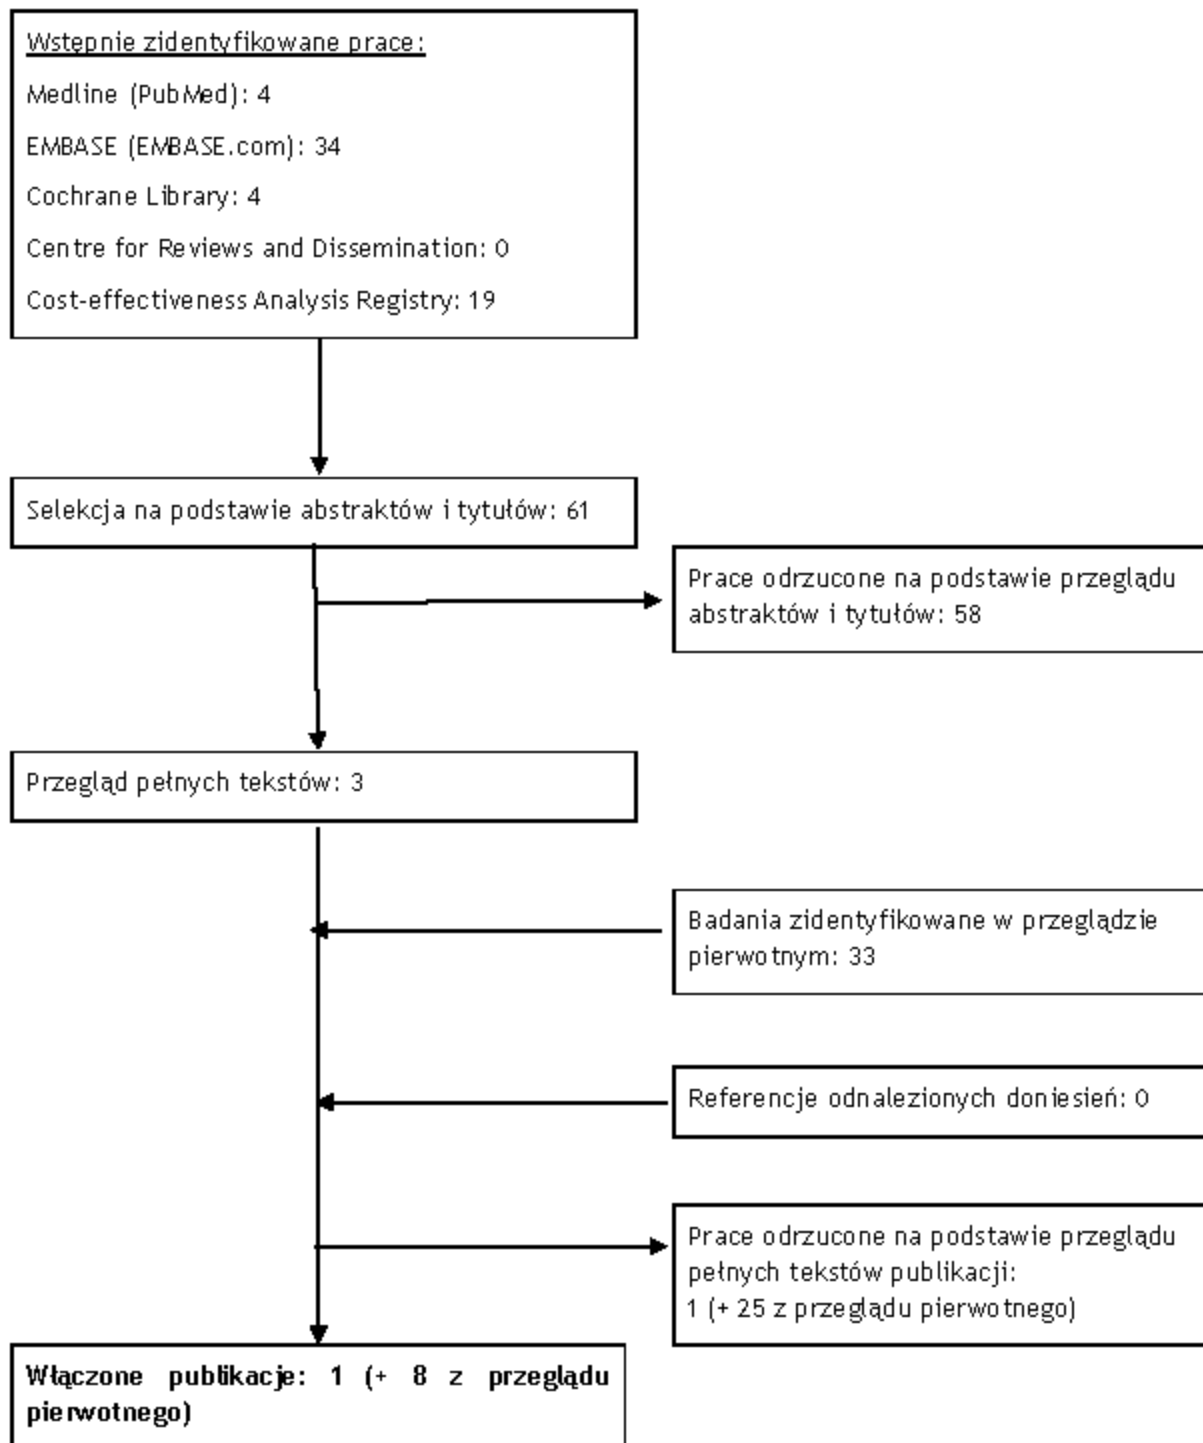 Wstępnie zidentyfikowane prace:
Medline (PubMed): 4
EMBASE (EMBASE.com): 34
Cochrane Library: 4
Centre for Reviews and Dissemination: 0
Cost-effectiveness Analysis Registry: 19
Selekcja na podstawie abstraktów i tytułów: 61
Prace odrzucone na podstawie przeglądu
abstraktów i tytułów: 58
Przegląd pełnych tekstów: 3
Badania zidentyfikowane w przeglądzie
pierwotnym: 33
Referencje odnalezionych doniesień: 0
Prace odrzucone na podstawie przeglądu
pełnych tekstów publikacji:
1 (+ 25 z przeglądu pierwotnego)
Włączone publikacje: 1 (+ 8 z przeglądu
pierwotnego)